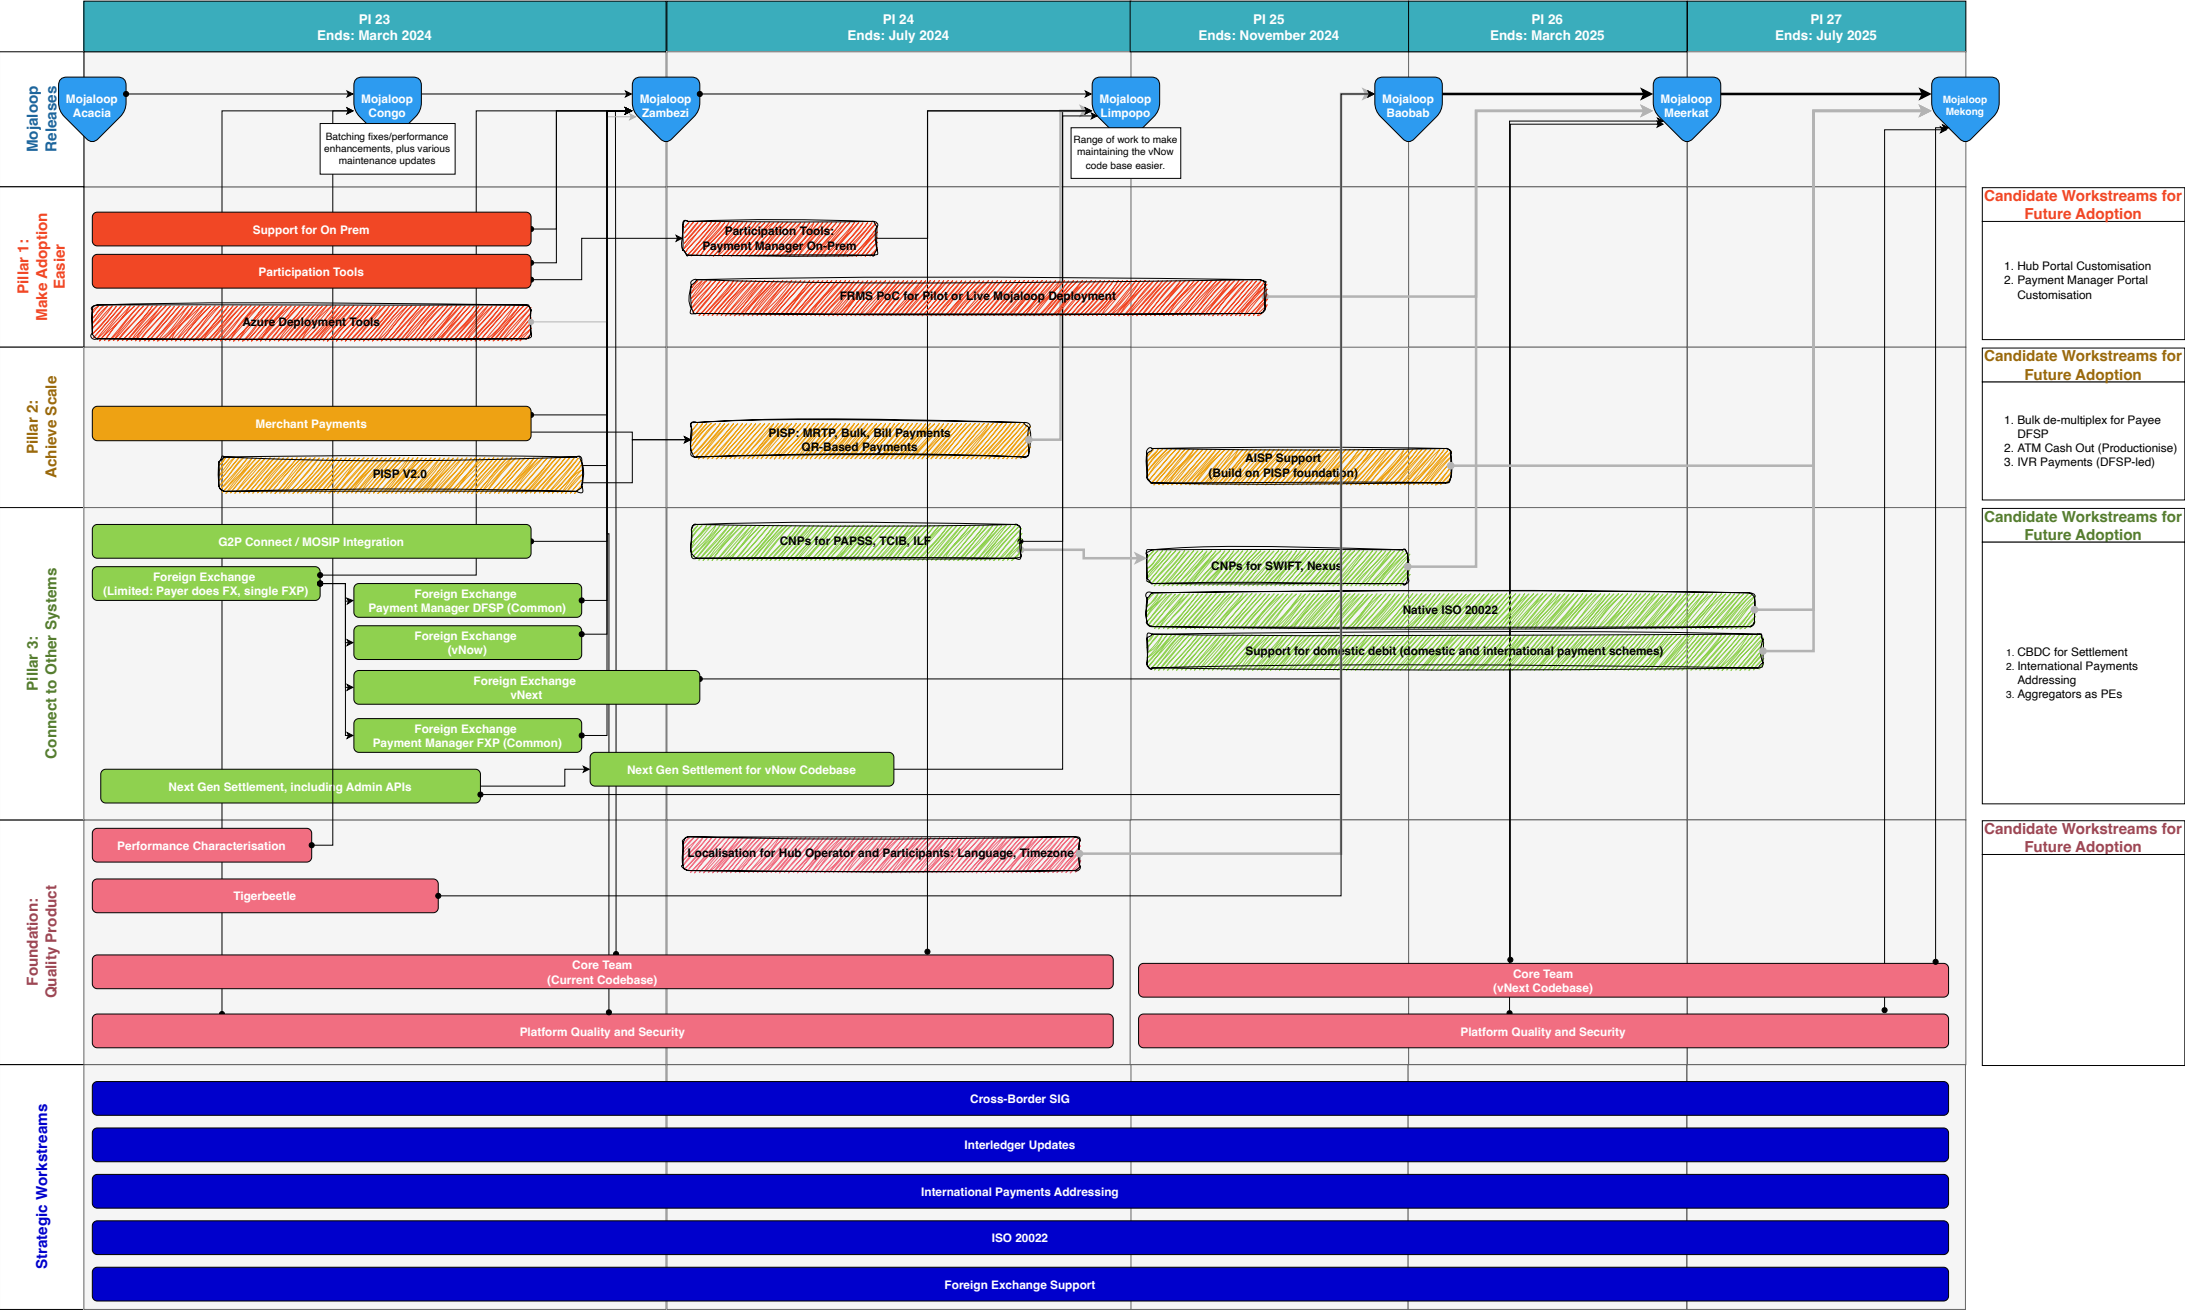 PI 23
Ends: March 2024
PI 24
Ends: July 2024
PI 25
Ends: November 2024
PI 26
Ends: March 2025
PI 27
Ends: July 2025
Mojaloop
Releases
Mojaloop
Acacia
Mojaloop
Congo
Mojaloop
Zambezi
Mojaloop
Limpopo
Mojaloop
Baobab
Mojaloop
Meerkat
Mojaloop
Mekong
Batching fixes/performance
enhancements, plus various
maintenance updates
Range of work to make
maintaining the vNow
code base easier.
Pillar 1:
Make Adoption
Easier
Support for On Prem
Participation Tools
Azure Deployment Tools
Participation Tools:
Payment Manager On-Prem
FRMS PoC for Pilot or Live Mojaloop Deployment
Candidate Workstreams for
Future Adoption
1. Hub Portal Customisation
2. Payment Manager Portal
Customisation
Pillar 2:
Achieve Scale
Merchant Payments
PISP V2.0
PISP: MRTP, Bulk, Bill Payments
QR-Based Payments
AISP Support
(Build on PISP foundation)
Candidate Workstreams for
Future Adoption
1. Bulk de-multiplex for Payee
DFSP
2. ATM Cash Out (Productionise)
3. IVR Payments (DFSP-led)
Pillar 3:
Connect to Other Systems
G2P Connect / MOSIP Integration
Foreign Exchange
(Limited: Payer does FX, single FXP)
Foreign Exchange
Payment Manager DFSP (Common)
Foreign Exchange
(vNow)
Foreign Exchange
vNext
Foreign Exchange
Payment Manager FXP (Common)
Next Gen Settlement for vNow Codebase
Next Gen Settlement, including Admin APIs
CNPs for PAPSS, TCIB, ILF
CNPs for SWIFT, Nexus
Native ISO 20022
Support for domestic debit (domestic and international payment schemes)
Candidate Workstreams for
Future Adoption
1. CBDC for Settlement
2. International Payments
Addressing
3. Aggregators as PEs
Foundation:
Quality Product
Performance Characterisation
Tigerbeetle
Localisation for Hub Operator and Participants: Language, Timezone
Core Team
(Current Codebase)
Core Team
(vNext Codebase)
Platform Quality and Security
Platform Quality and Security
Candidate Workstreams for
Future Adoption
Strategic Workstreams
Cross-Border SIG
Interledger Updates
International Payments Addressing
ISO 20022
Foreign Exchange Support